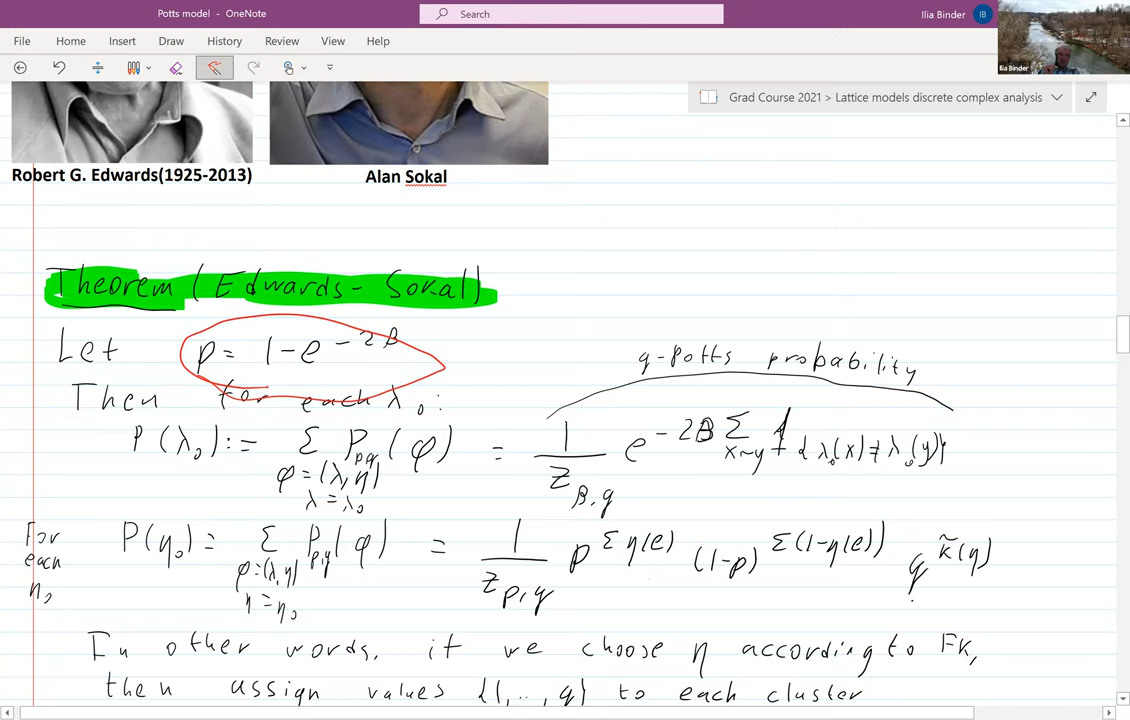 Potts model - OneNote
Search
Ilia Binder
IB
File Home Insert Draw History Review View Help
Ilia Binder
Grad Course 2021 > Lattice models discrete complex analysis
Robert G. Edwards(1925-2013)
Alan Sokal
Theorem (Edwards-Sokal)
Let p = 1-e^{-2β}
q-potts probability
Then for each λ₀:
P(λ₀) := Σ_{φ=(λ,η) λ=λ₀} P_{p,q}(φ) = 1/Z_{β,q} e^{-2β Σ_{x~y} 1_{λ₀(x)≠λ₀(y)}}
For each η₀ P(η₀) := Σ_{φ=(λ,η) η=η₀} P_{p,q}(φ) = 1/Z_{p,q} p^{Σ η(e)} (1-p)^{Σ(1-η(e))} q^{k̃(η)}
In other words, if we choose η according to FK,
then assign values {1,..,q} to each cluster